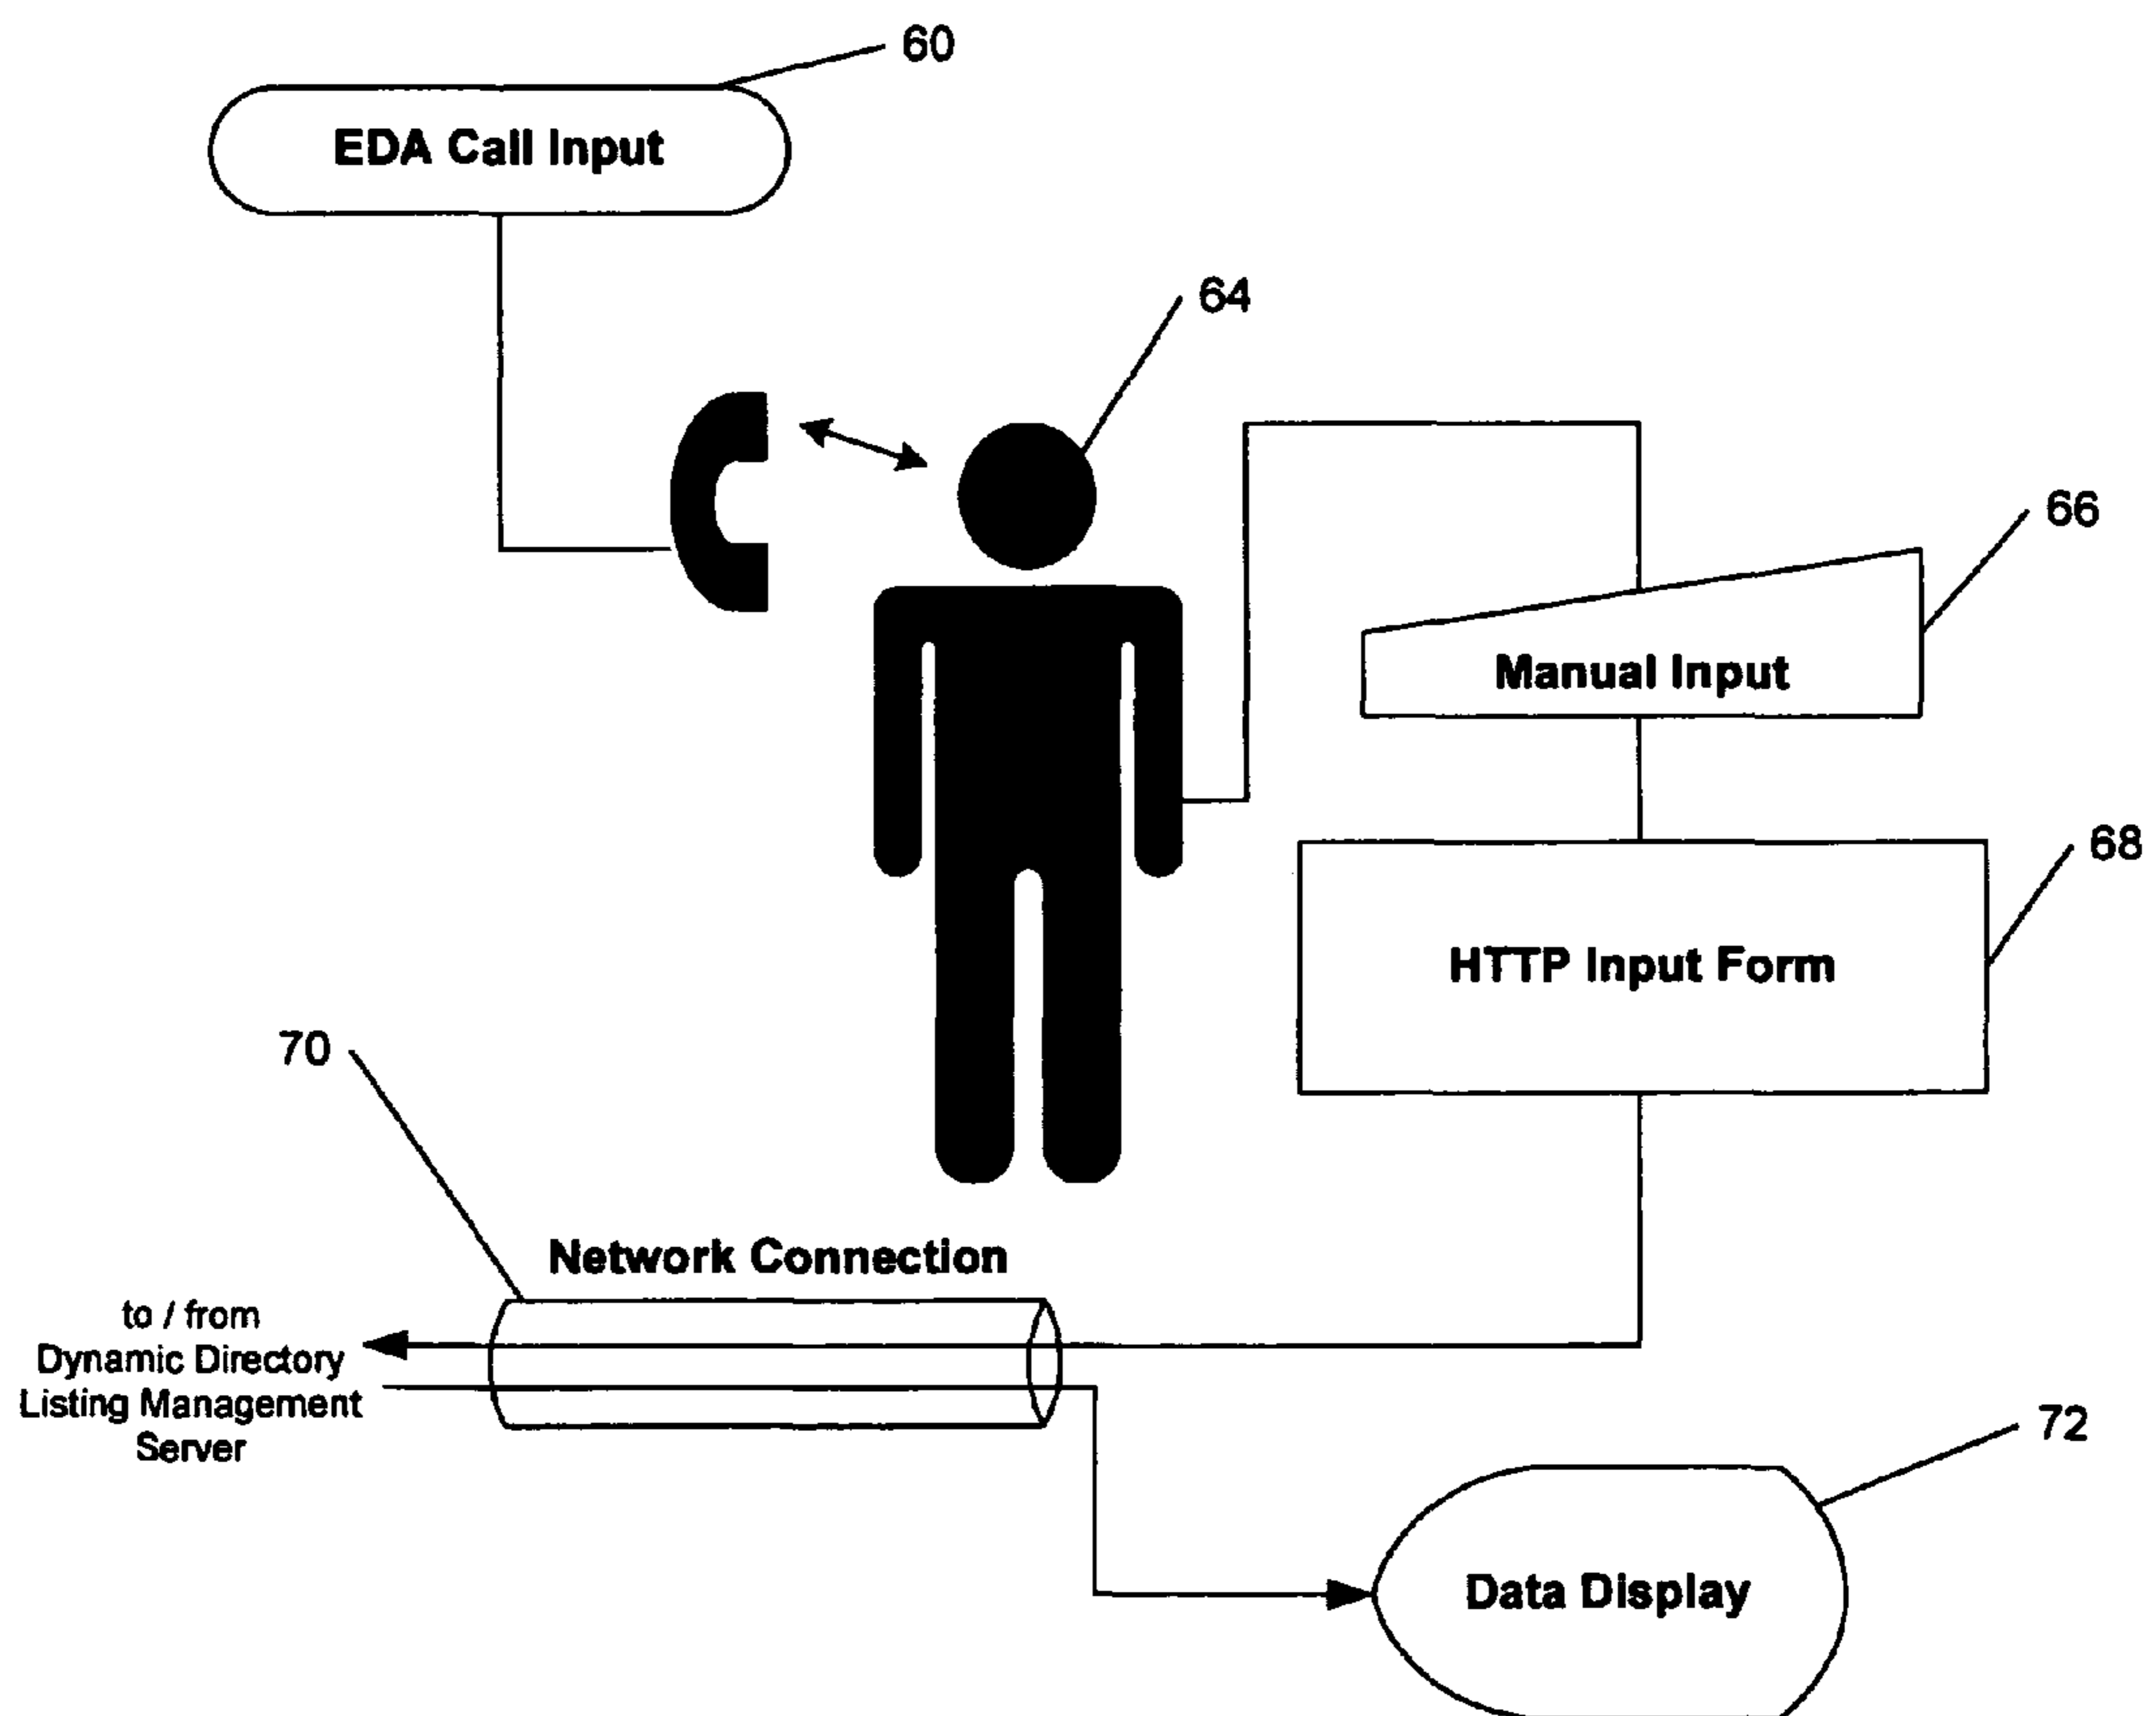 60
EDA Call Input
64
66
Manual Input
68
HTTP Input Form
70
Network Connection
to / from
Dynamic Directory
Listing Management
Server
72
Data Display